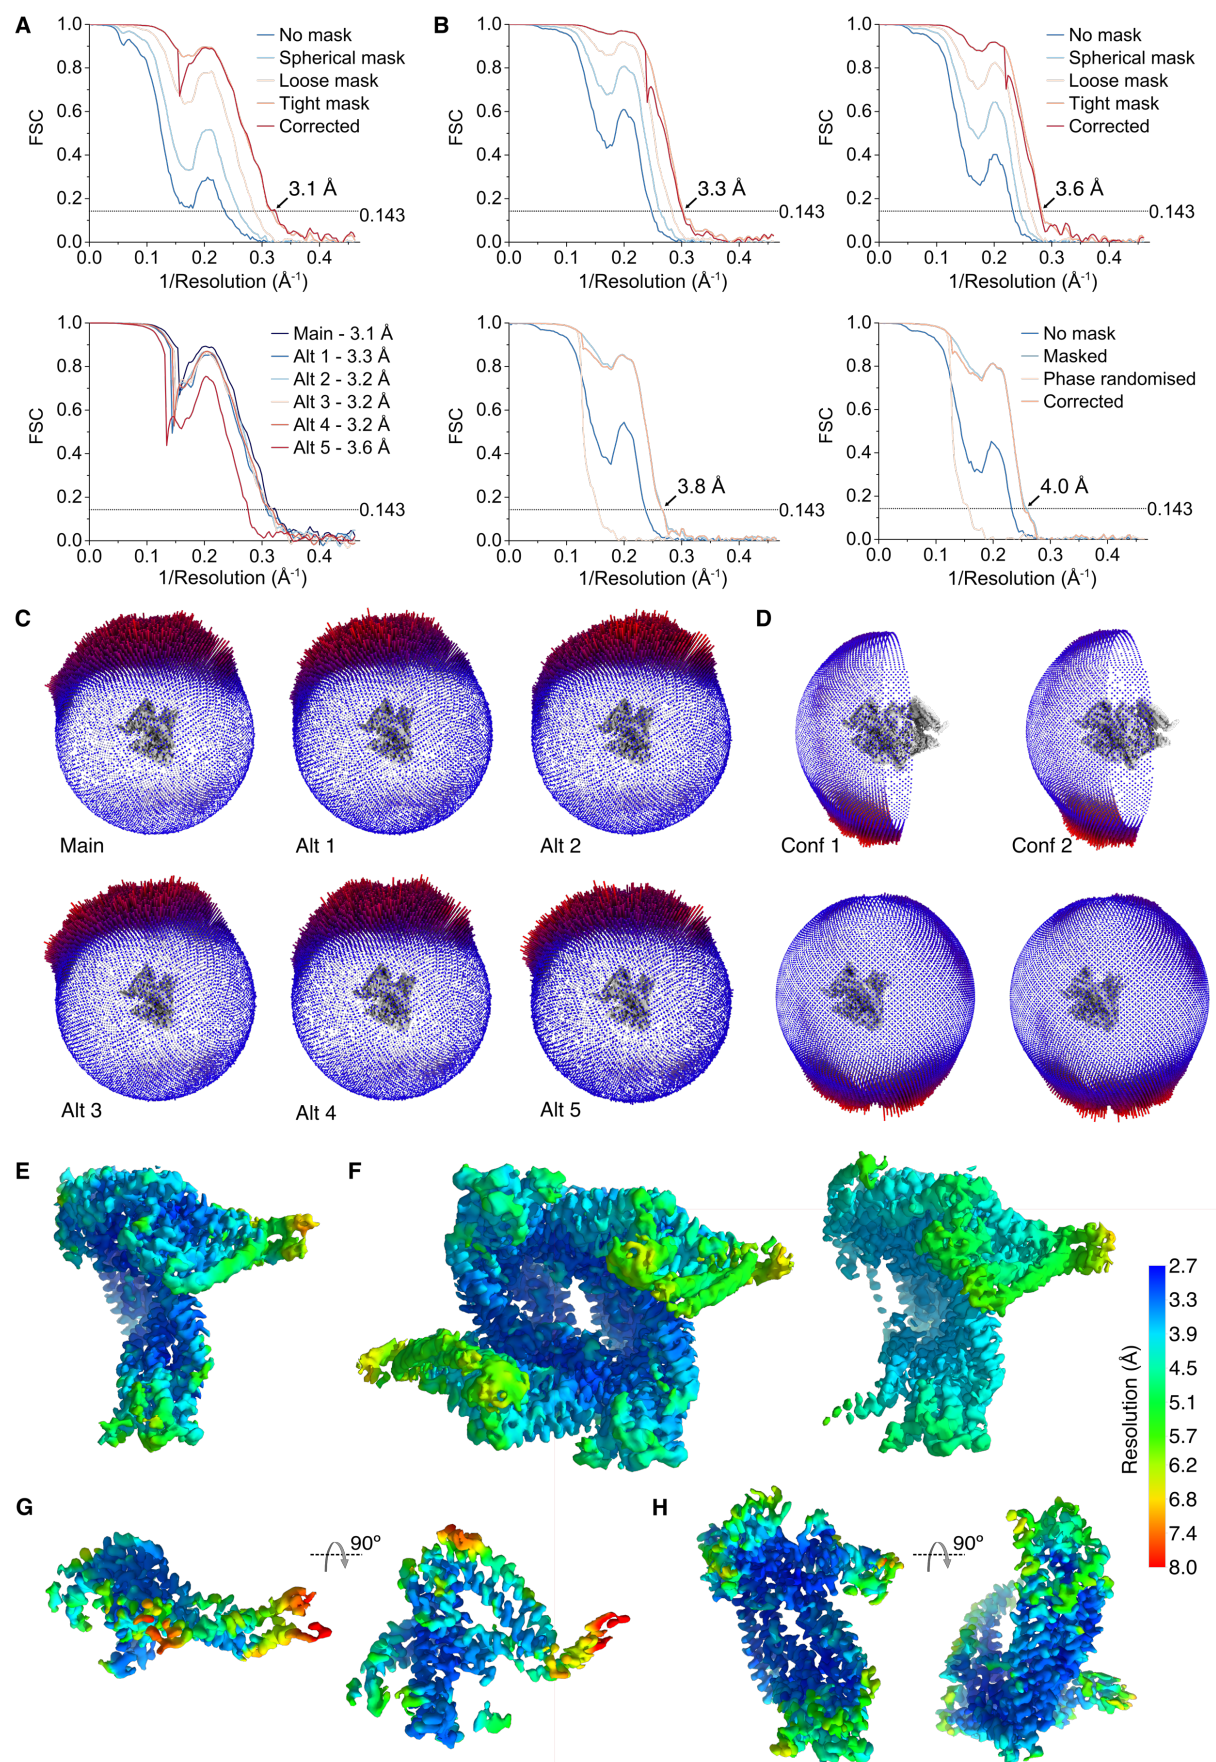 A
1.0
0.8
0.6
0.4
0.2
0.0
FSC
0.0 0.1 0.2 0.3 0.4
1/Resolution (Å-1)
No mask
Spherical mask
Loose mask
Tight mask
Corrected
3.1 Å
0.143
B
1.0
0.8
0.6
0.4
0.2
0.0
FSC
0.0 0.1 0.2 0.3 0.4
1/Resolution (Å-1)
3.3 Å
1.0
0.8
0.6
0.4
0.2
0.0
FSC
0.0 0.1 0.2 0.3 0.4
1/Resolution (Å-1)
No mask
Spherical mask
Loose mask
Tight mask
Corrected
3.6 Å
0.143
0.143
1.0
0.8
0.6
0.4
0.2
0.0
FSC
0.0 0.1 0.2 0.3 0.4
1/Resolution (Å-1)
Main - 3.1 Å
Alt 1 - 3.3 Å
Alt 2 - 3.2 Å
Alt 3 - 3.2 Å
Alt 4 - 3.2 Å
Alt 5 - 3.6 Å
0.143
1.0
0.8
0.6
0.4
0.2
0.0
FSC
0.0 0.1 0.2 0.3 0.4
1/Resolution (Å-1)
3.8 Å
0.143
1.0
0.8
0.6
0.4
0.2
0.0
FSC
0.0 0.1 0.2 0.3 0.4
1/Resolution (Å-1)
No mask
Masked
Phase randomised
Corrected
4.0 Å
0.143
C
Main
Alt 1
Alt 2
Alt 3
Alt 4
Alt 5
D
Conf 1
Conf 2
E
F
Resolution (Å)
2.7
3.3
3.9
4.5
5.1
5.7
6.2
6.8
7.4
8.0
G
90º
H
90º